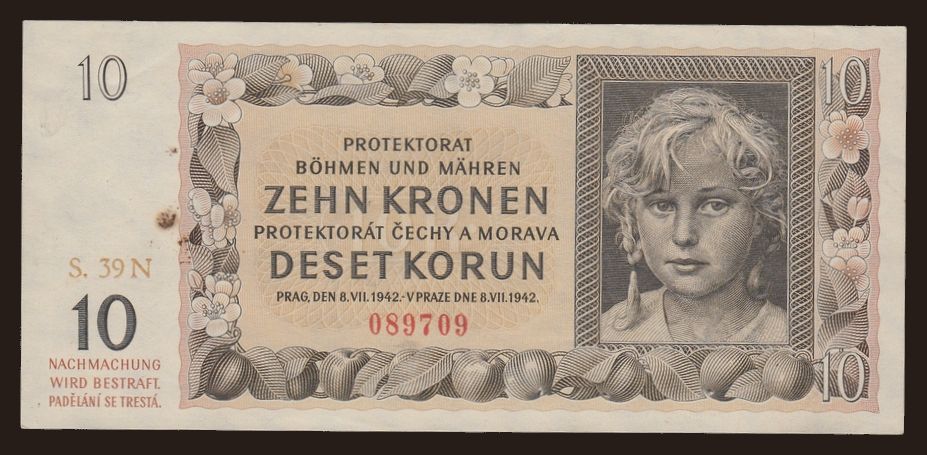 10
10
PROTEKTORAT
BÖHMEN UND MÄHREN
ZEHN KRONEN
PROTEKTORÁT ČECHY A MORAVA
DESET KORUN
PRAG, DEN 8.VII.1942.-V PRAZE DNE 8.VII.1942.
089709
S. 39 N
10
NACHMACHUNG
WIRD BESTRAFT.
PADĚLÁNÍ SE TRESTÁ.
10